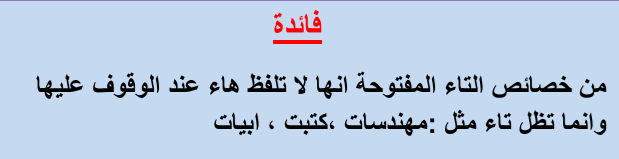 فائدة
من خصائص التاء المفتوحة انها لا تلفظ هاء عند الوقوف عليها
وانما تظل تاء مثل :مهندسات ،كتبت ، ابيات